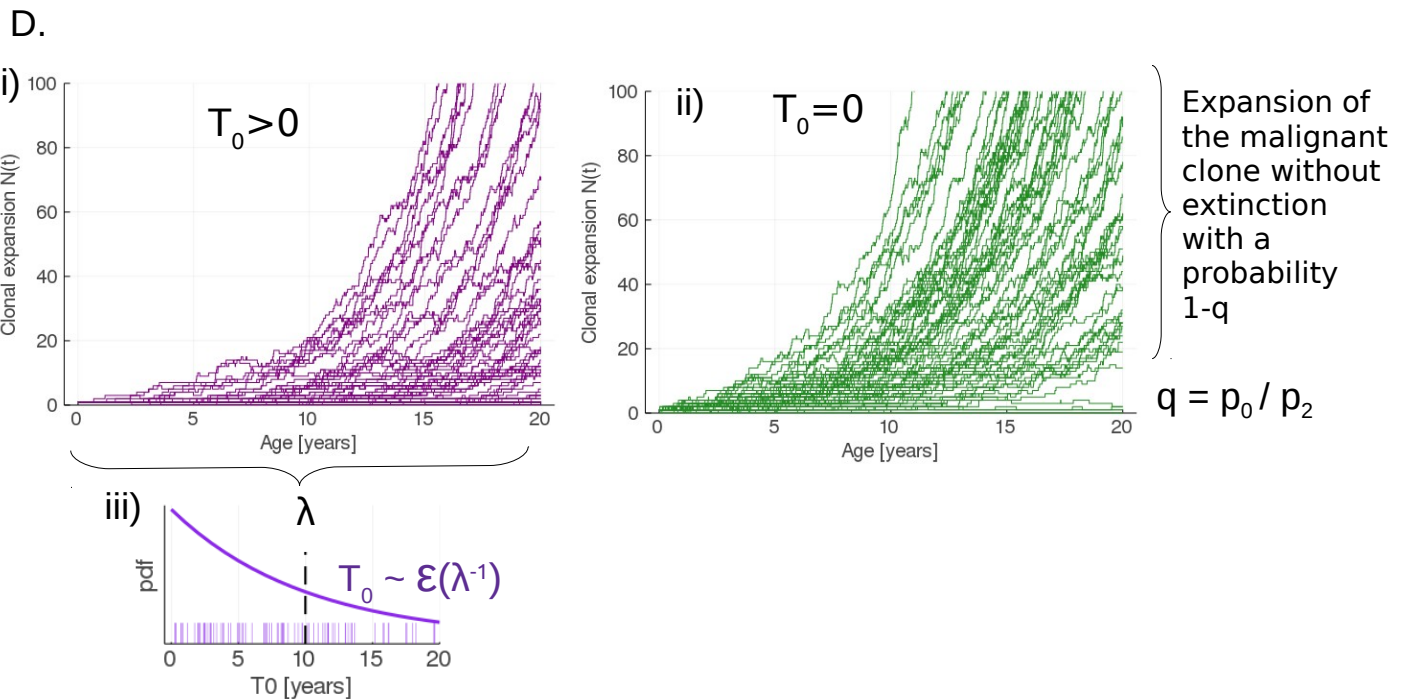 D.
i)
T0>0
100
80
60
40
20
0
Clonal expansion N(t)
0 5 10 15 20
Age [years]
ii)
T0=0
100
80
60
40
20
0
Clonal expansion N(t)
0 5 10 15 20
Age [years]
Expansion of
the malignant
clone without
extinction
with a
probability
1-q
q = p0 / p2
iii)
λ
T0 ~ ε(λ-1)
pdf
0 5 10 15 20
T0 [years]